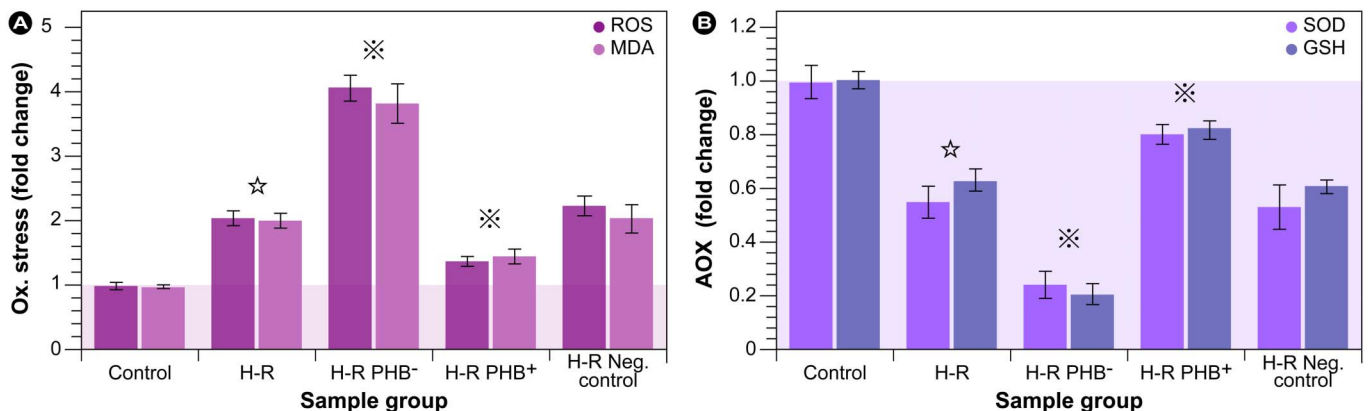 A
Ox. stress (fold change)
5
4
3
2
1
0
ROS
MDA
☆
※
※
Control
H-R
H-R PHB⁻
H-R PHB⁺
H-R Neg.
control
Sample group
B
AOX (fold change)
1.2
1.0
0.8
0.6
0.4
0.2
0
SOD
GSH
☆
※
※
Control
H-R
H-R PHB⁻
H-R PHB⁺
H-R Neg.
control
Sample group